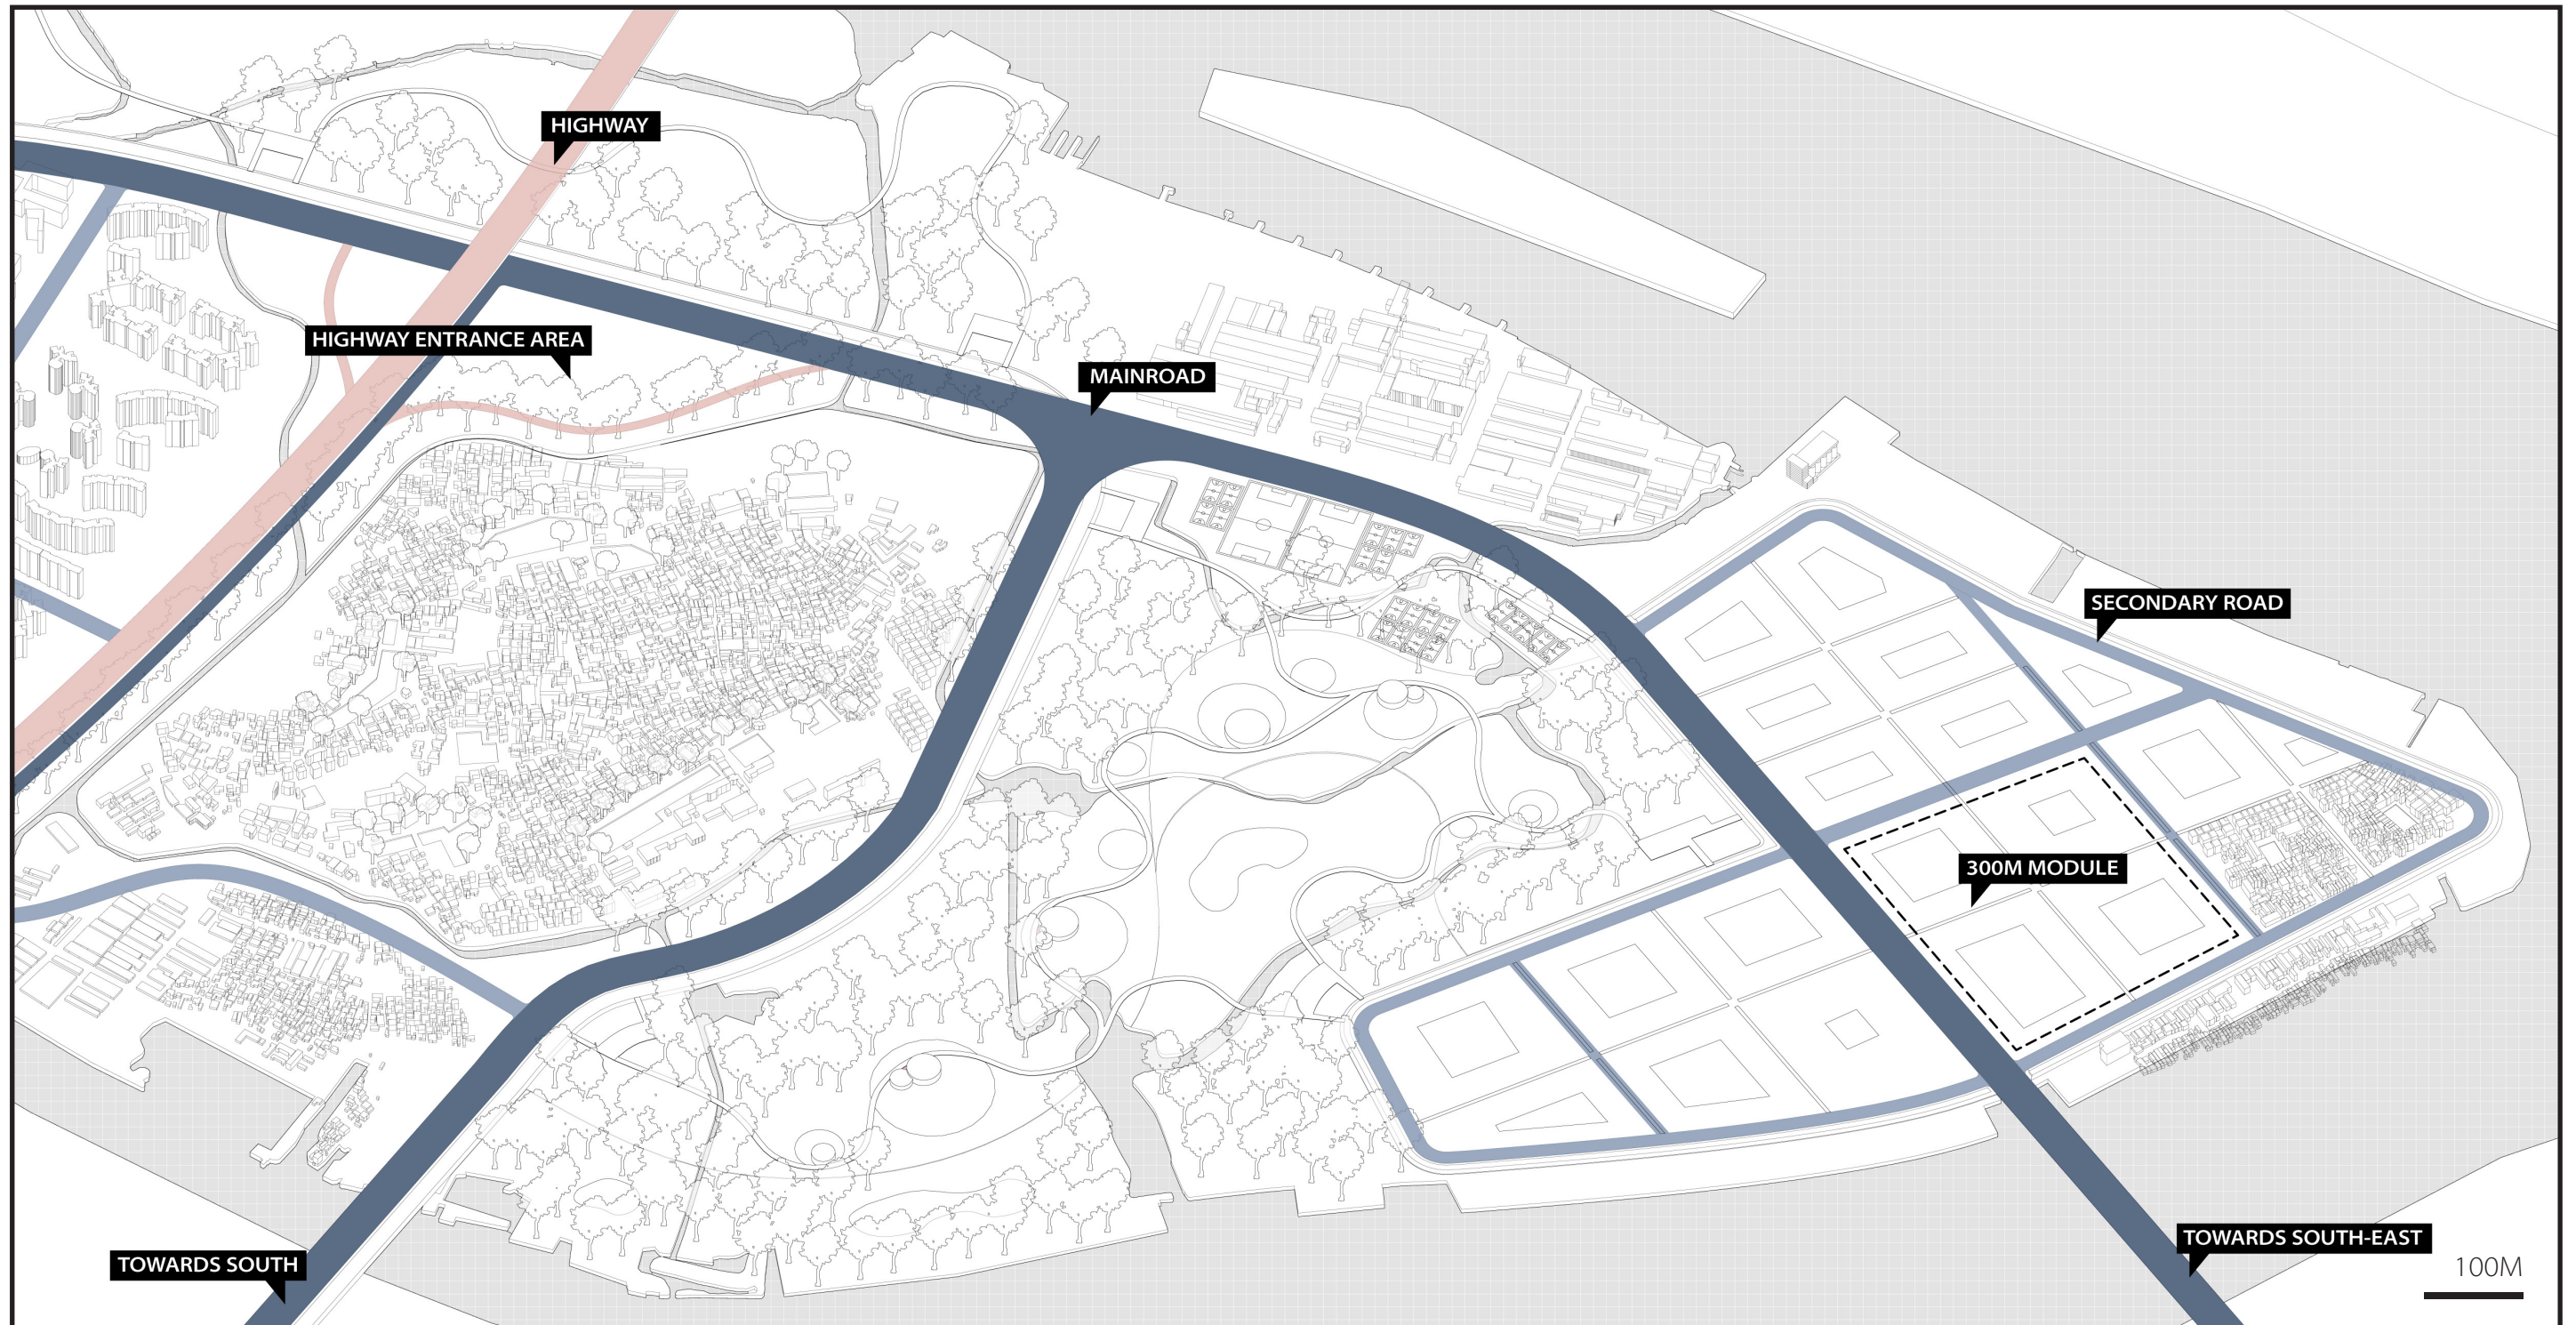 HIGHWAY
HIGHWAY ENTRANCE AREA
MAINROAD
SECONDARY ROAD
300M MODULE
TOWARDS SOUTH
TOWARDS SOUTH-EAST
100M